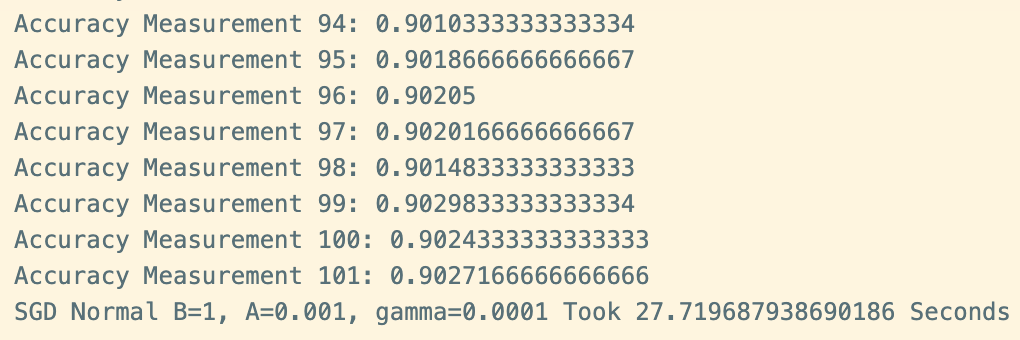 Accuracy Measurement 94: 0.9010333333333334
Accuracy Measurement 95: 0.9018666666666667
Accuracy Measurement 96: 0.90205
Accuracy Measurement 97: 0.9020166666666667
Accuracy Measurement 98: 0.9014833333333333
Accuracy Measurement 99: 0.9029833333333334
Accuracy Measurement 100: 0.9024333333333333
Accuracy Measurement 101: 0.9027166666666666
SGD Normal B=1, A=0.001, gamma=0.0001 Took 27.719687938690186 Seconds